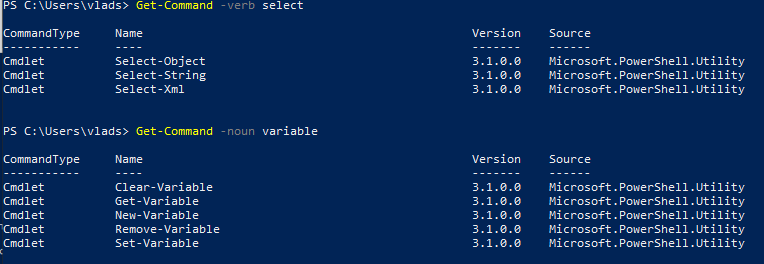 PS C:\Users\vlads> Get-Command -verb select
CommandType     Name                                               Version    Source
-----------     ----                                               -------    ------
Cmdlet          Select-Object                                      3.1.0.0    Microsoft.PowerShell.Utility
Cmdlet          Select-String                                      3.1.0.0    Microsoft.PowerShell.Utility
Cmdlet          Select-Xml                                         3.1.0.0    Microsoft.PowerShell.Utility
PS C:\Users\vlads> Get-Command -noun variable
CommandType     Name                                               Version    Source
-----------     ----                                               -------    ------
Cmdlet          Clear-Variable                                     3.1.0.0    Microsoft.PowerShell.Utility
Cmdlet          Get-Variable                                       3.1.0.0    Microsoft.PowerShell.Utility
Cmdlet          New-Variable                                       3.1.0.0    Microsoft.PowerShell.Utility
Cmdlet          Remove-Variable                                    3.1.0.0    Microsoft.PowerShell.Utility
Cmdlet          Set-Variable                                       3.1.0.0    Microsoft.PowerShell.Utility